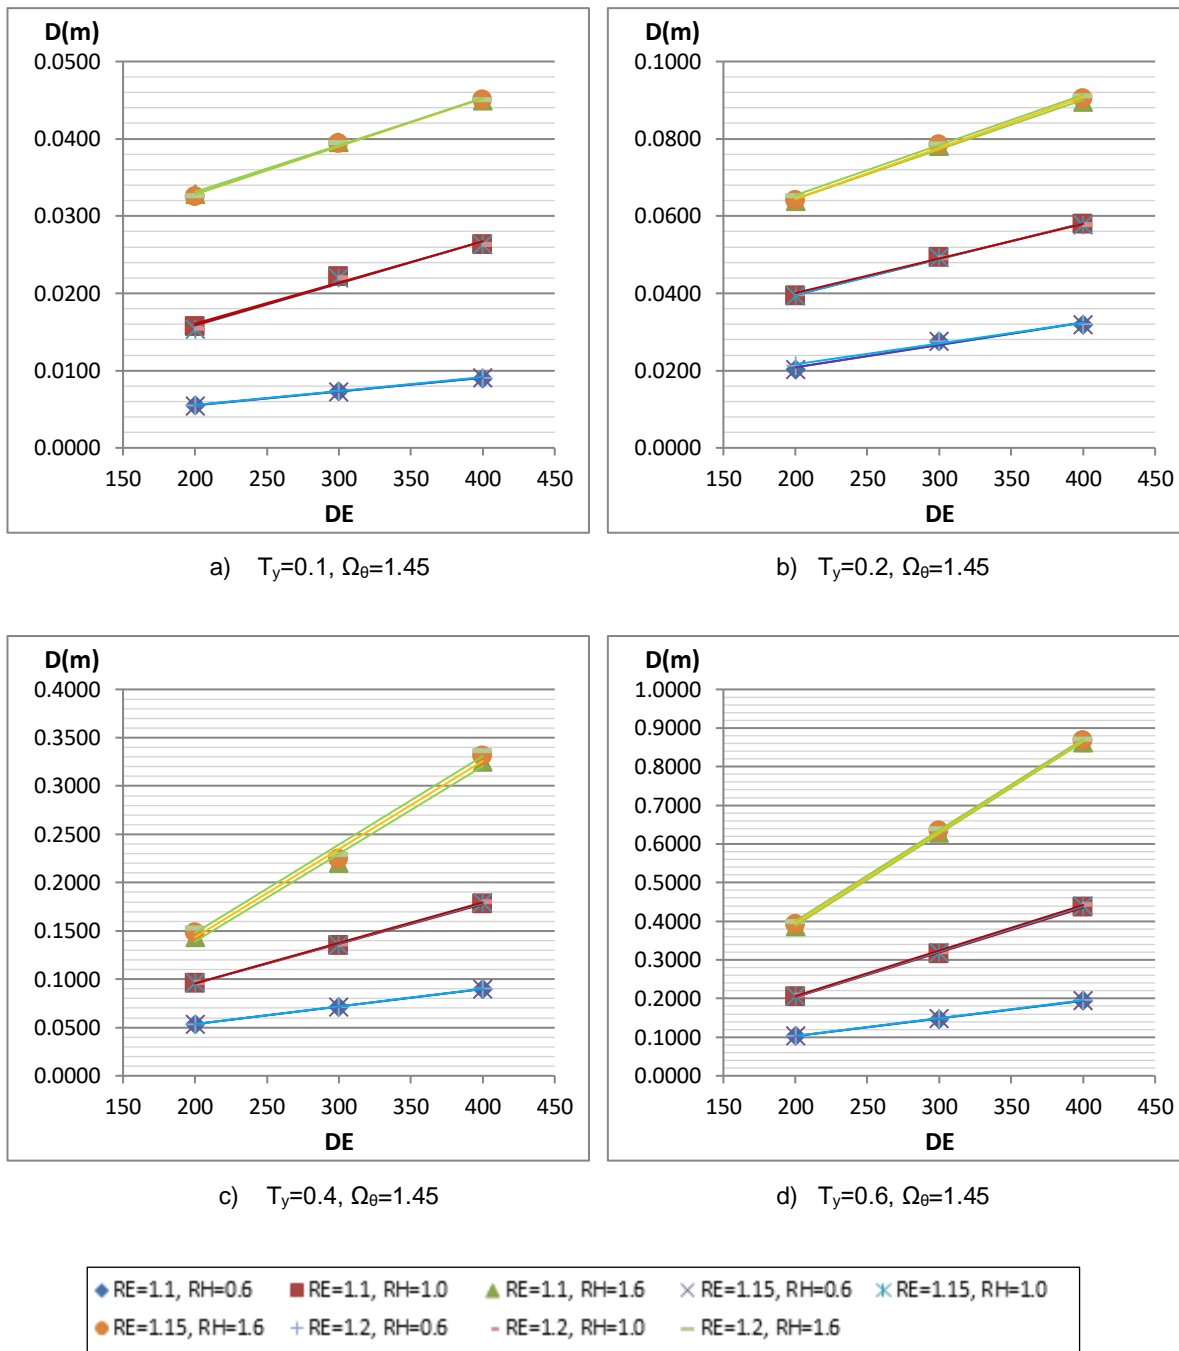 D(m)
0.0500
0.0400
0.0300
0.0200
0.0100
0.0000
150 200 250 300 350 400 450
DE
a) Ty=0.1, Ωθ=1.45
D(m)
0.1000
0.0800
0.0600
0.0400
0.0200
0.0000
150 200 250 300 350 400 450
DE
b) Ty=0.2, Ωθ=1.45
D(m)
0.4000
0.3500
0.3000
0.2500
0.2000
0.1500
0.1000
0.0500
0.0000
150 200 250 300 350 400 450
DE
c) Ty=0.4, Ωθ=1.45
D(m)
1.0000
0.9000
0.8000
0.7000
0.6000
0.5000
0.4000
0.3000
0.2000
0.1000
0.0000
150 200 250 300 350 400 450
DE
d) Ty=0.6, Ωθ=1.45
RE=1.1, RH=0.6 RE=1.1, RH=1.0 RE=1.1, RH=1.6 RE=1.15, RH=0.6 RE=1.15, RH=1.0
RE=1.15, RH=1.6 RE=1.2, RH=0.6 RE=1.2, RH=1.0 RE=1.2, RH=1.6